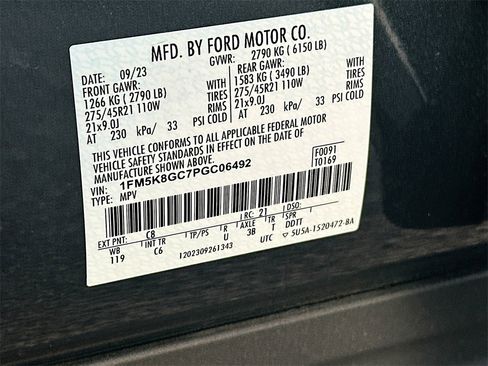 MFD. BY FORD MOTOR CO.
DATE: 09/23 GVWR: 2790 KG ( 6150 LB)
FRONT GAWR: REAR GAWR:
1266 KG ( 2790 LB) WITH 1583 KG ( 3490 LB) WITH
275/45R21 110W TIRES 275/45R21 110W TIRES
21x9.0J RIMS 21x9.0J RIMS
AT 230 kPa/ 33 PSI COLD AT 230 kPa/ 33 PSI COLD
THIS VEHICLE CONFORMS TO ALL APPLICABLE FEDERAL MOTOR
VEHICLE SAFETY STANDARDS IN EFFECT ON THE DATE OF
MANUFACTURE SHOWN ABOVE.
VIN: 1FM5K8GC7PGC06492 F0091
TYPE: MPV T0169
EXT PNT: C8 RC: 21 DSO:
WB INT TR TP/PS R AXLE TR SPR
119 C6 U 3B T DDTT
1202309261343 UTC 5U5A-1520472-BA